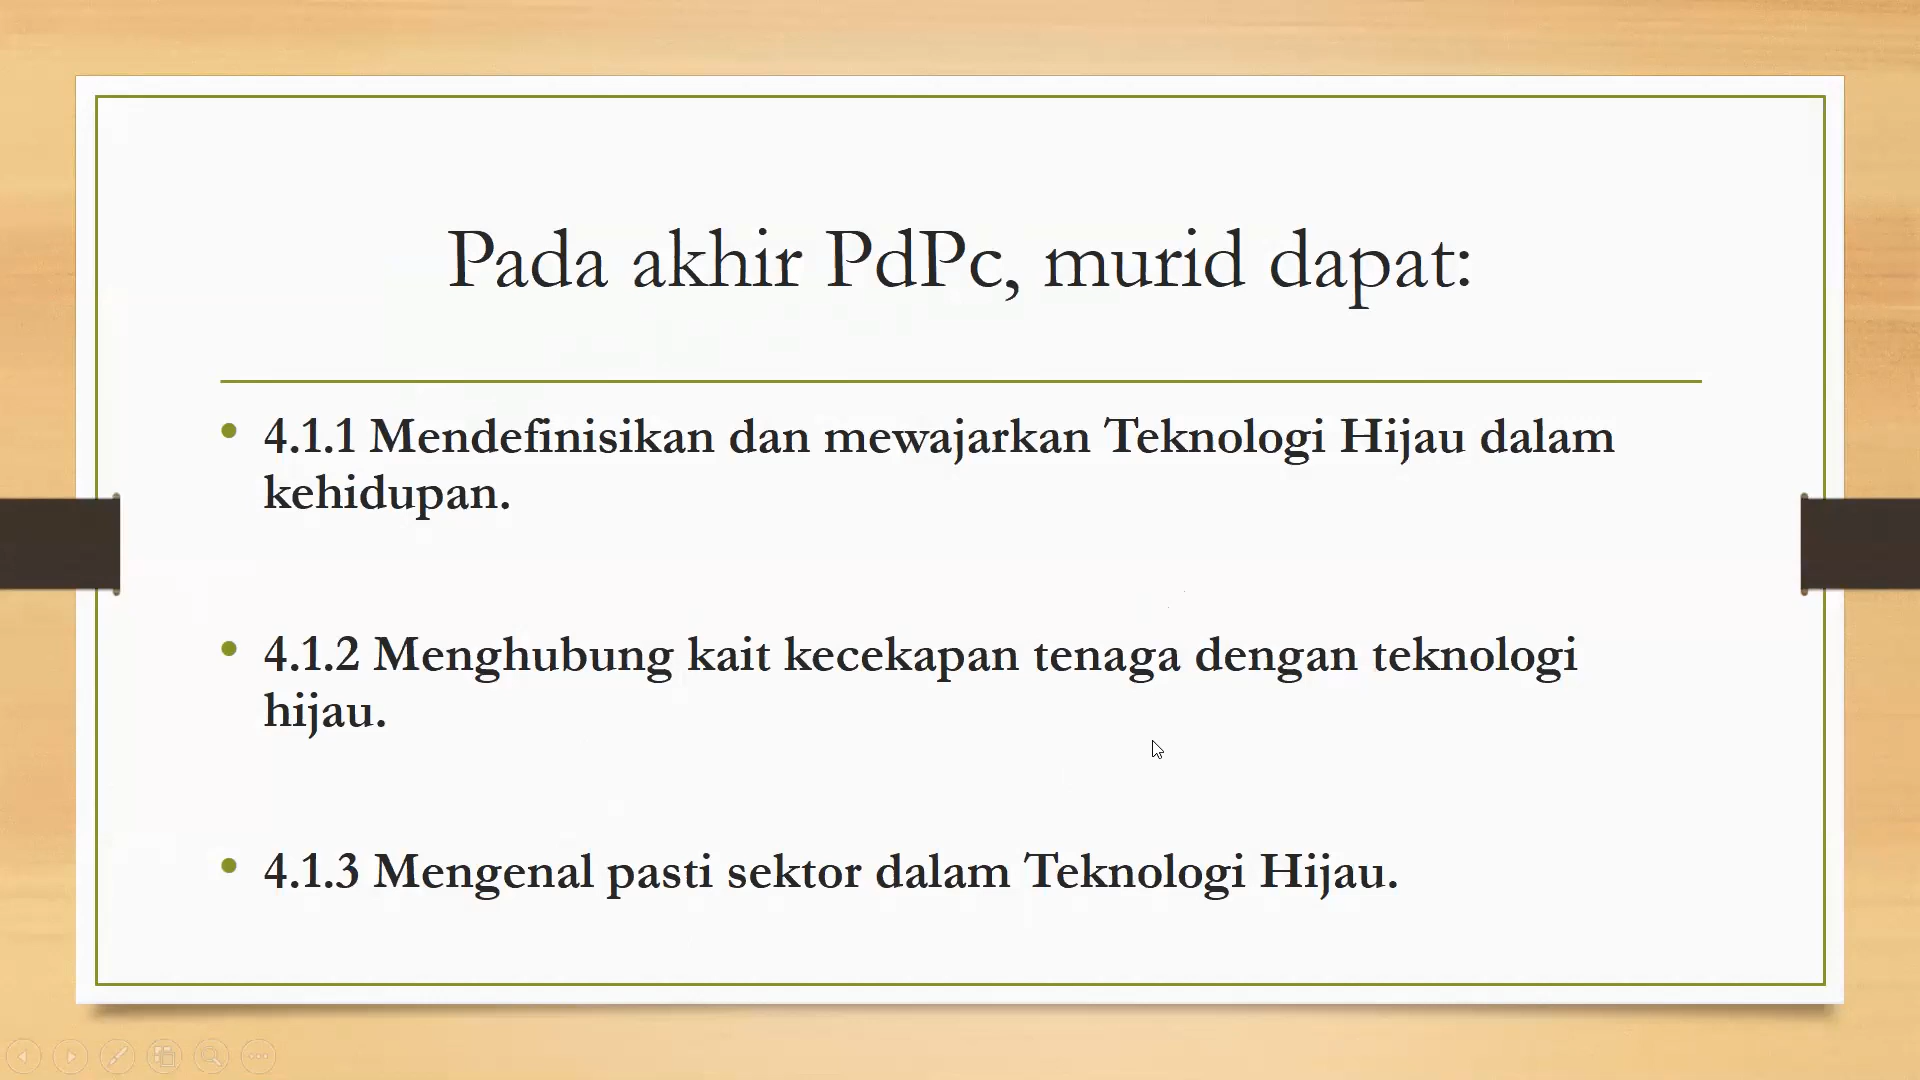 Pada akhir PdPc, murid dapat:
• 4.1.1 Mendefinisikan dan mewajarkan Teknologi Hijau dalam
kehidupan.
• 4.1.2 Menghubung kait kecekapan tenaga dengan teknologi
hijau.
• 4.1.3 Mengenal pasti sektor dalam Teknologi Hijau.